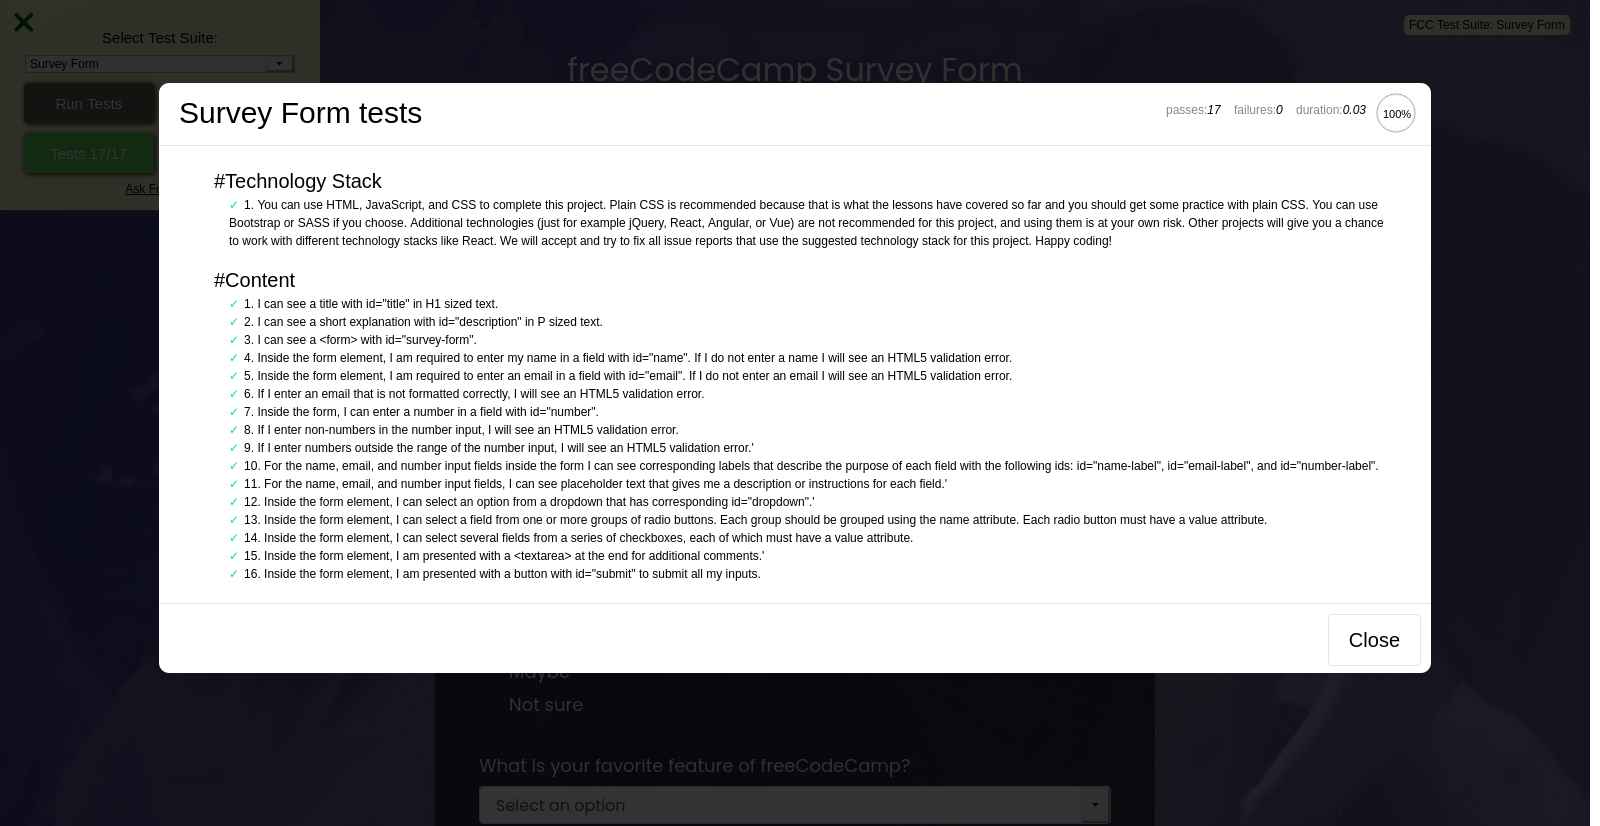 Select Test Suite:
FCC Test Suite: Survey Form
Survey Form
freeCodeCamp Survey Form
Run Tests
Tests 17/17
Survey Form tests
passes:17 failures:0 duration:0.03 100%
#Technology Stack
✓ 1. You can use HTML, JavaScript, and CSS to complete this project. Plain CSS is recommended because that is what the lessons have covered so far and you should get some practice with plain CSS. You can use
Bootstrap or SASS if you choose. Additional technologies (just for example jQuery, React, Angular, or Vue) are not recommended for this project, and using them is at your own risk. Other projects will give you a chance
to work with different technology stacks like React. We will accept and try to fix all issue reports that use the suggested technology stack for this project. Happy coding!
#Content
✓ 1. I can see a title with id="title" in H1 sized text.
✓ 2. I can see a short explanation with id="description" in P sized text.
✓ 3. I can see a <form> with id="survey-form".
✓ 4. Inside the form element, I am required to enter my name in a field with id="name". If I do not enter a name I will see an HTML5 validation error.
✓ 5. Inside the form element, I am required to enter an email in a field with id="email". If I do not enter an email I will see an HTML5 validation error.
✓ 6. If I enter an email that is not formatted correctly, I will see an HTML5 validation error.
✓ 7. Inside the form, I can enter a number in a field with id="number".
✓ 8. If I enter non-numbers in the number input, I will see an HTML5 validation error.
✓ 9. If I enter numbers outside the range of the number input, I will see an HTML5 validation error.'
✓ 10. For the name, email, and number input fields inside the form I can see corresponding labels that describe the purpose of each field with the following ids: id="name-label", id="email-label", and id="number-label".
✓ 11. For the name, email, and number input fields, I can see placeholder text that gives me a description or instructions for each field.'
✓ 12. Inside the form element, I can select an option from a dropdown that has corresponding id="dropdown".'
✓ 13. Inside the form element, I can select a field from one or more groups of radio buttons. Each group should be grouped using the name attribute. Each radio button must have a value attribute.
✓ 14. Inside the form element, I can select several fields from a series of checkboxes, each of which must have a value attribute.
✓ 15. Inside the form element, I am presented with a <textarea> at the end for additional comments.'
✓ 16. Inside the form element, I am presented with a button with id="submit" to submit all my inputs.
Close
Ask
Maybe
Not sure
What is your favorite feature of freeCodeCamp?
Select an option